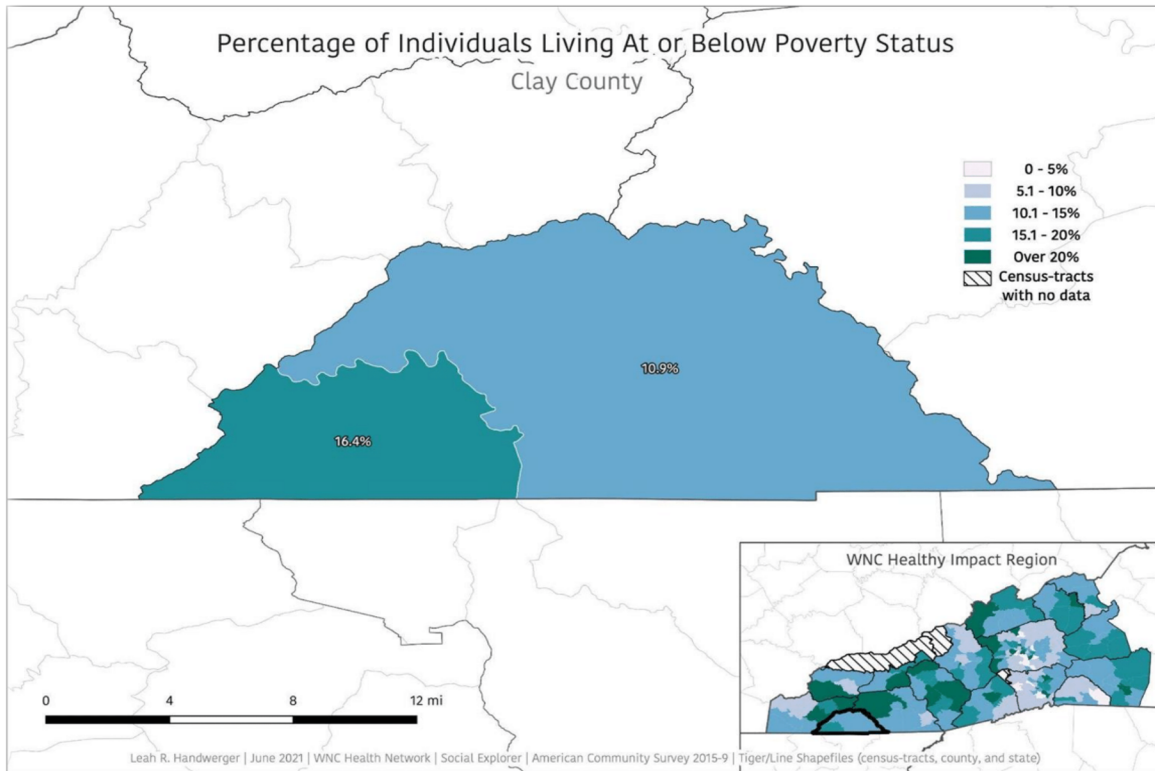 Percentage of Individuals Living At or Below Poverty Status
Clay County
0 - 5%
5.1 - 10%
10.1 - 15%
15.1 - 20%
Over 20%
Census-tracts
with no data
10.9%
16.4%
WNC Healthy Impact Region
0 4 8 12 mi
Leah R. Handwerger | June 2021 | WNC Health Network | Social Explorer | American Community Survey 2015-9 | Tiger/Line Shapefiles (census-tracts, county, and state)